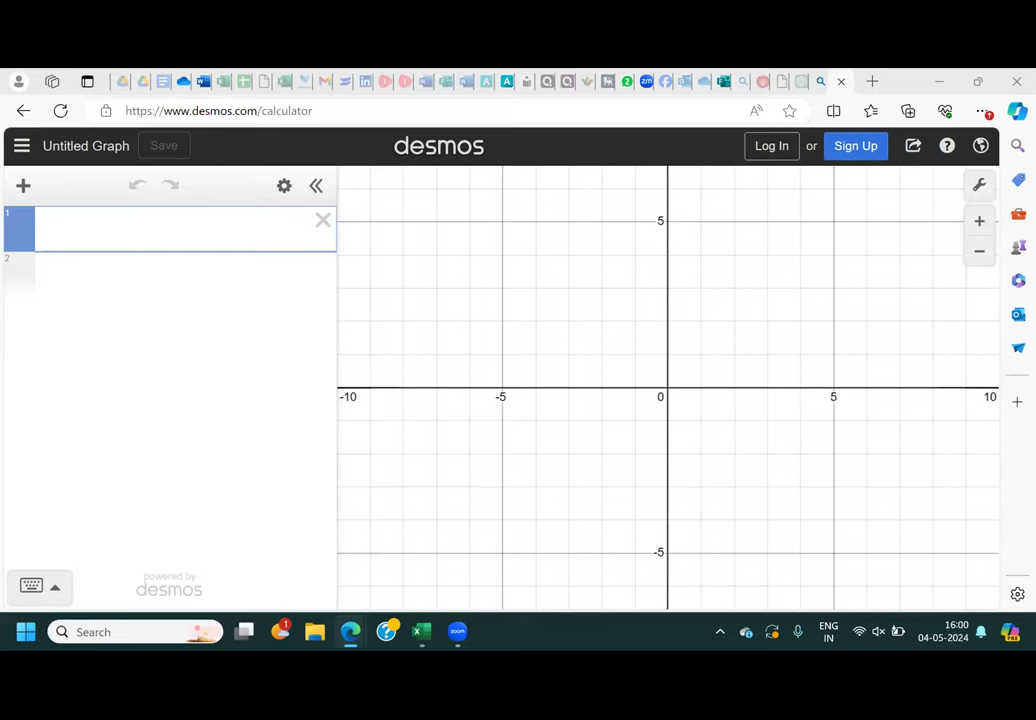 https://www.desmos.com/calculator
Untitled Graph
Save
desmos
Log In
or
Sign Up
1
2
5
-10
-5
0
5
10
-5
powered by
desmos
Search
1
ENG
IN
16:00
04-05-2024